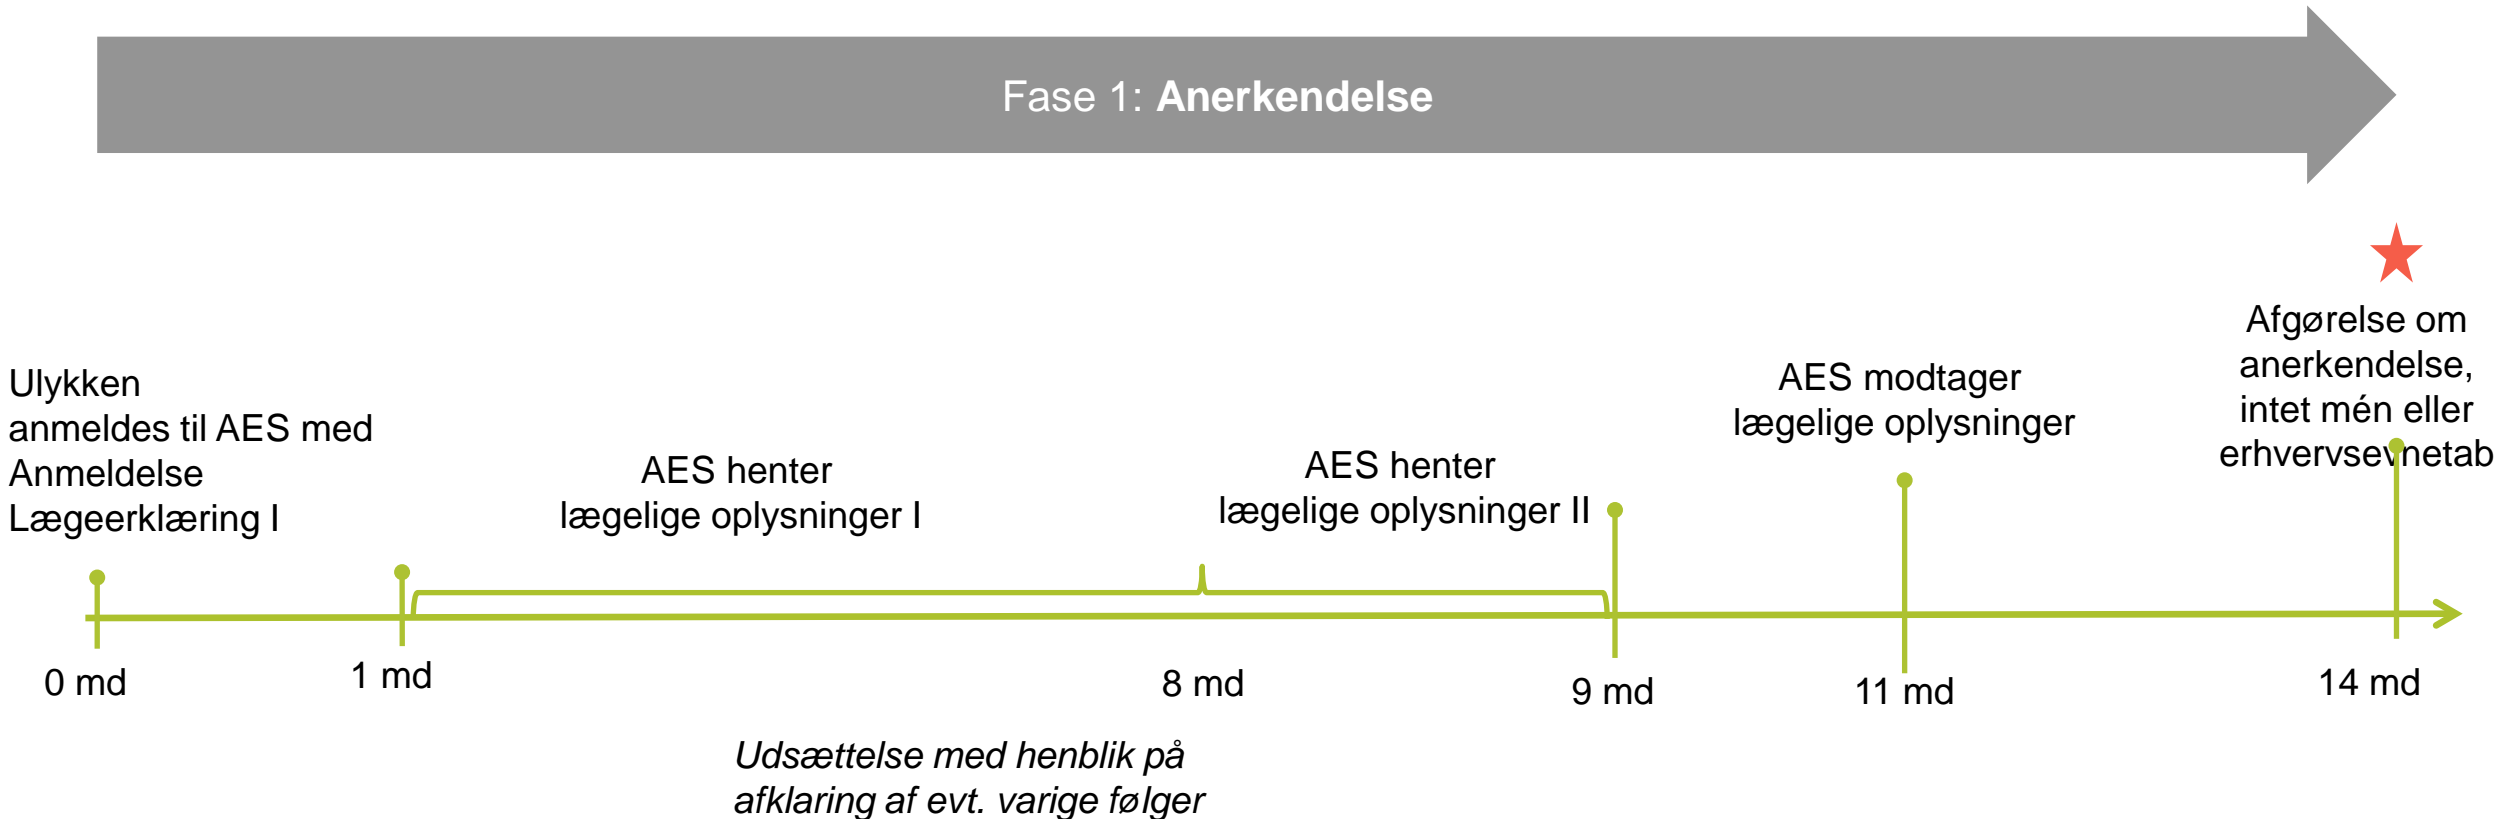 Fase 1: Anerkendelse
Ulykken
anmeldes til AES med
Anmeldelse
Lægeerklæring I
AES henter
lægelige oplysninger I
AES henter
lægelige oplysninger II
AES modtager
lægelige oplysninger
Afgørelse om
anerkendelse,
intet mén eller
erhvervsevnetab
0 md
1 md
8 md
9 md
11 md
14 md
Udsættelse med henblik på
afklaring af evt. varige følger